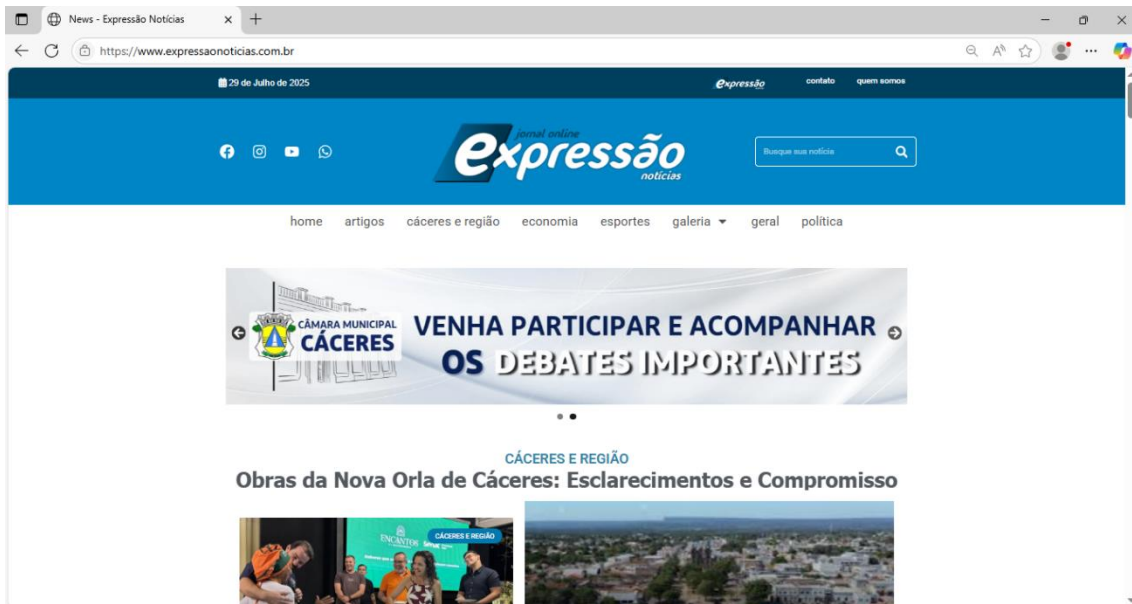 News - Expressão Notícias
https://www.expressaonoticias.com.br
29 de Julho de 2025
expressão
contato
quem somos
jornal online
expressão
notícias
Busque sua notícia
home artigos cáceres e região economia esportes galeria geral política
CÂMARA MUNICIPAL
CÁCERES
VENHA PARTICIPAR E ACOMPANHAR
OS DEBATES IMPORTANTES
CÁCERES E REGIÃO
Obras da Nova Orla de Cáceres: Esclarecimentos e Compromisso
CÁCERES E REGIÃO
ENCANTOS